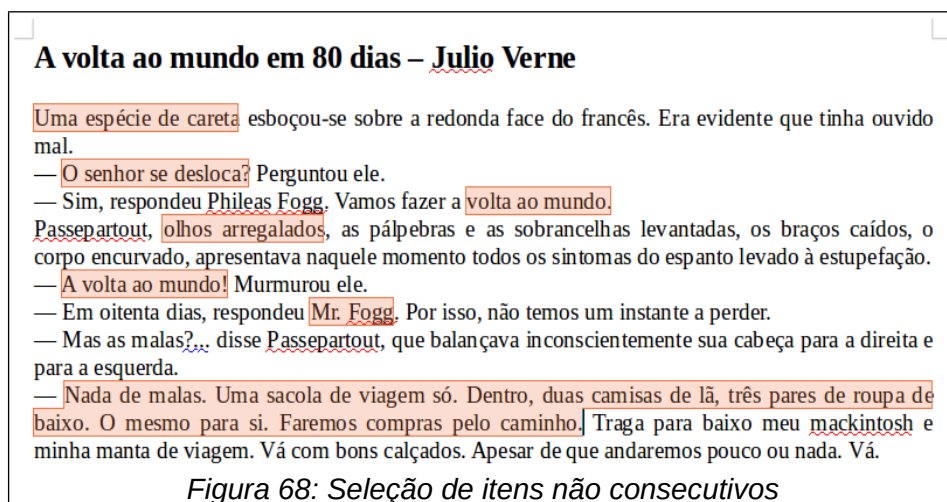 A volta ao mundo em 80 dias – Julio Verne
Uma espécie de careta esboçou-se sobre a redonda face do francês. Era evidente que tinha ouvido
mal.
— O senhor se desloca? Perguntou ele.
— Sim, respondeu Phileas Fogg. Vamos fazer a volta ao mundo.
Passepartout, olhos arregalados, as pálpebras e as sobrancelhas levantadas, os braços caídos, o
corpo encurvado, apresentava naquele momento todos os sintomas do espanto levado à estupefação.
— A volta ao mundo! Murmurou ele.
— Em oitenta dias, respondeu Mr. Fogg. Por isso, não temos um instante a perder.
— Mas as malas?... disse Passepartout, que balançava inconscientemente sua cabeça para a direita e
para a esquerda.
— Nada de malas. Uma sacola de viagem só. Dentro, duas camisas de lã, três pares de roupa de
baixo. O mesmo para si. Faremos compras pelo caminho. Traga para baixo meu mackintosh e
minha manta de viagem. Vá com bons calçados. Apesar de que andaremos pouco ou nada. Vá.
Figura 68: Seleção de itens não consecutivos